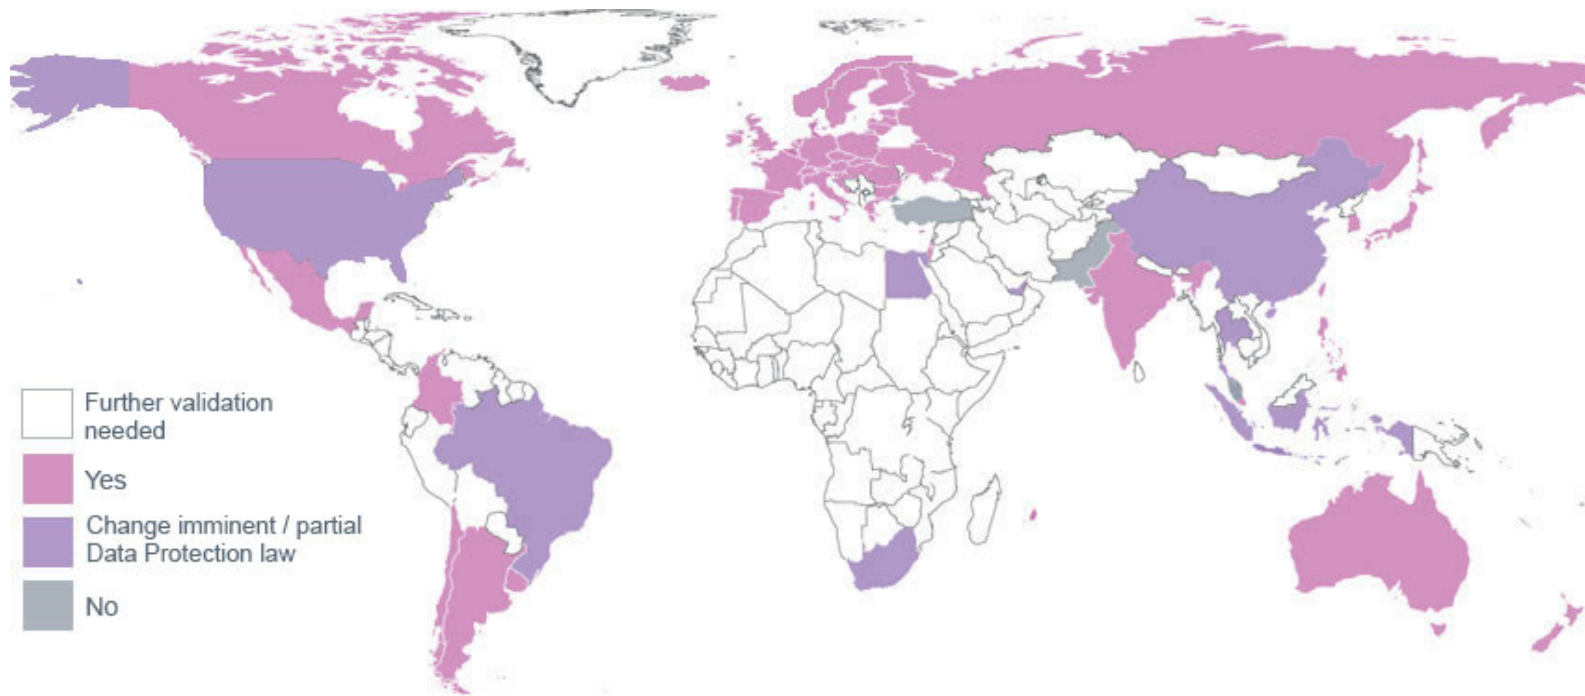 Further validation
needed
Yes
Change imminent / partial
Data Protection law
No